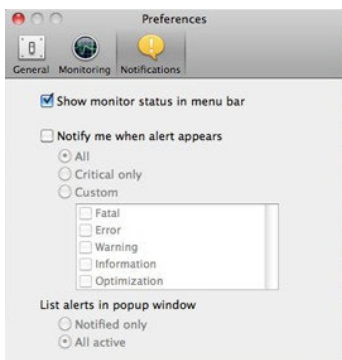 Preferences
General Monitoring Notifications
Show monitor status in menu bar
Notify me when alert appears
All
Critical only
Custom
Fatal
Error
Warning
Information
Optimization
List alerts in popup window
Notified only
All active